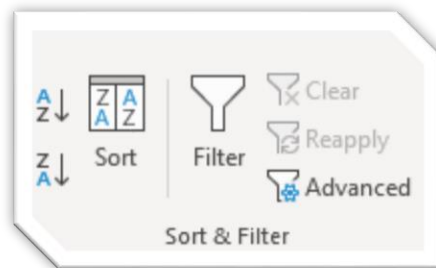 A
Z
Z A
A Z
Clear
Reapply
Z
A
Sort
Filter
Advanced
Sort & Filter